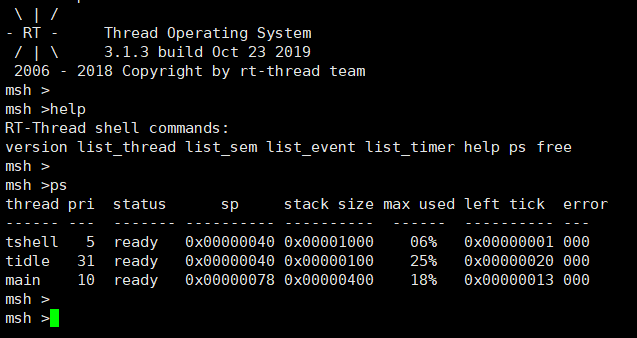 \ | /
- RT -     Thread Operating System
 / | \     3.1.3 build Oct 23 2019
 2006 - 2018 Copyright by rt-thread team
msh >
msh >help
RT-Thread shell commands:
version list_thread list_sem list_event list_timer help ps free
msh >
msh >ps
thread pri  status      sp     stack size max used left tick  error
------ ---  ------- ---------- ----------  ------  ---------- ---
tshell   5  ready   0x00000040 0x00001000    06%   0x00000001 000
tidle   31  ready   0x00000040 0x00000100    25%   0x00000020 000
main    10  ready   0x00000078 0x00000400    18%   0x00000013 000
msh >
msh >